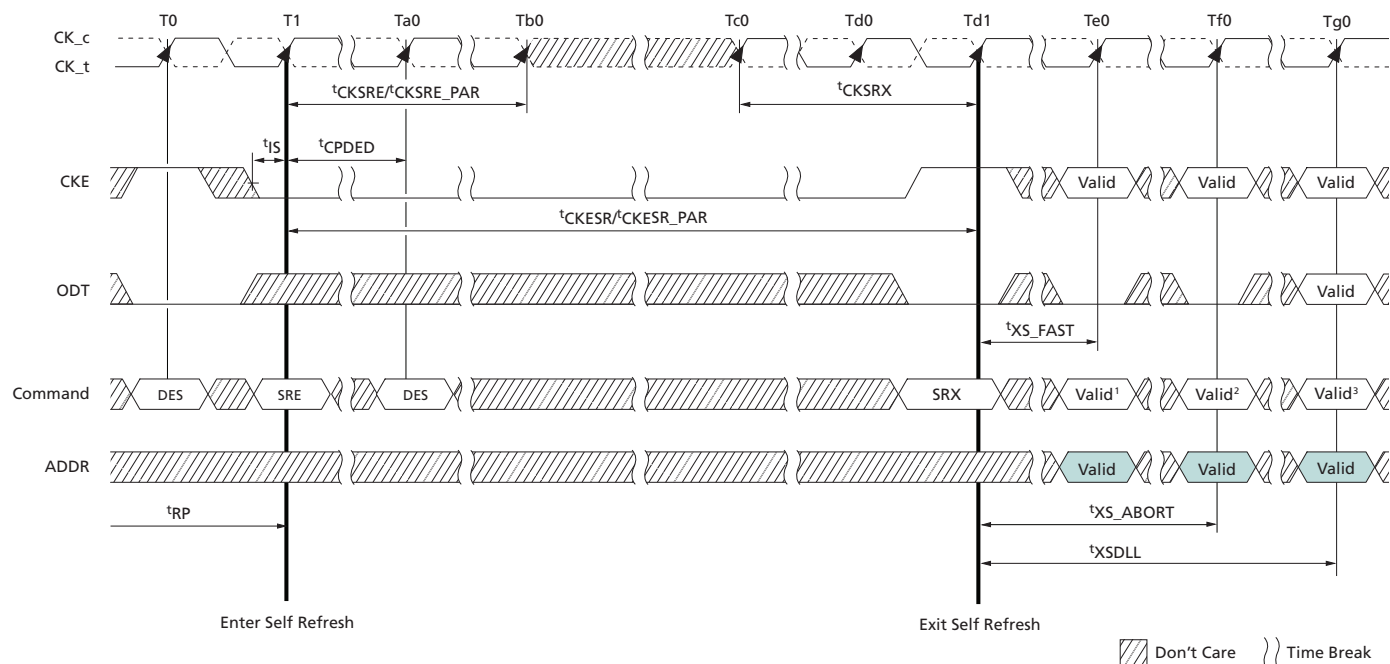 T0 T1 Ta0 Tb0 Tc0 Td0 Td1 Te0 Tf0 Tg0
CK_c
CK_t
tCKSRE/tCKSRE_PAR
tCKSRX
tIS
tCPDED
CKE
Valid Valid Valid
tCKESR/tCKESR_PAR
ODT
Valid
tXS_FAST
Command
DES SRE DES SRX Valid1 Valid2 Valid3
ADDR
Valid Valid Valid
tRP
tXS_ABORT
tXSDLL
Enter Self Refresh
Exit Self Refresh
Don't Care
Time Break